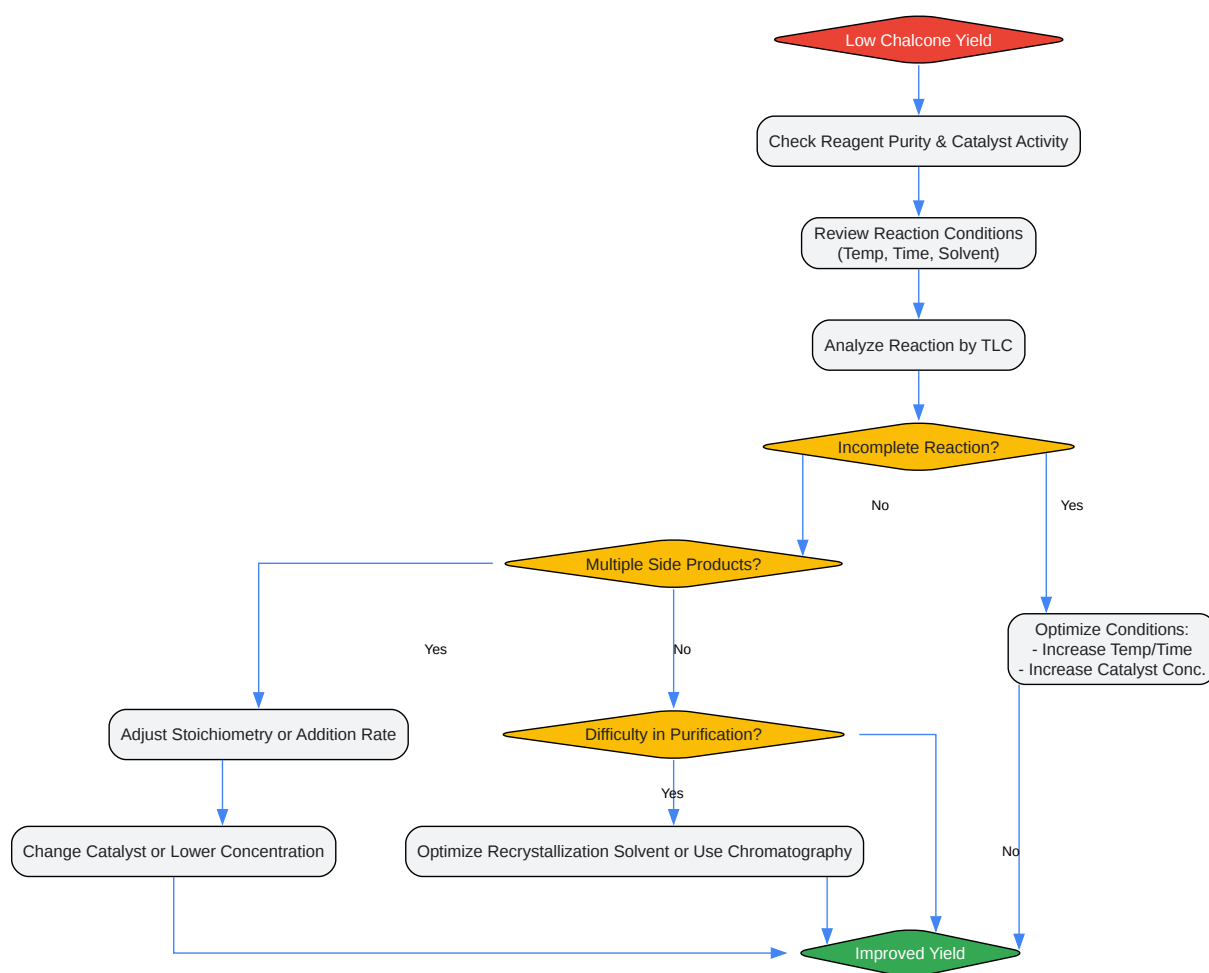 Low Chalcone Yield
Check Reagent Purity & Catalyst Activity
Review Reaction Conditions
(Temp, Time, Solvent)
Analyze Reaction by TLC
Incomplete Reaction?
No
Yes
Multiple Side Products?
Optimize Conditions:
- Increase Temp/Time
- Increase Catalyst Conc.
Yes
No
Adjust Stoichiometry or Addition Rate
Difficulty in Purification?
Yes
Change Catalyst or Lower Concentration
Optimize Recrystallization Solvent or Use Chromatography
No
Improved Yield